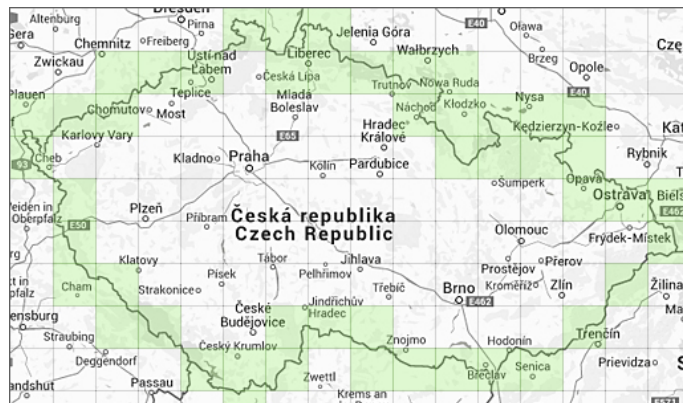 Altenburg
Dresden
Pirna
Jelenia Góra
E40
Oława
Gera
Chemnitz
Freiberg
Wałbrzych
Brzeg
Zwickau
Ústí nad
Labem
Liberec
Opole
Teplice
Česká Lípa
Trutnov
Nowa Ruda
E40
Plauen
Chomutov
Most
Mladá
Boleslav
Náchod
Kłodzko
Nysa
Karlovy Vary
E65
Hradec
Králové
Kędzierzyn-Koźle
93
Cheb
Kladno
Praha
Kolín
Pardubice
Rybnik
Šumperk
Opava
Ostrava
Plzeň
Příbram
Česká republika
Czech Republic
E50
Olomouc
E462
Frýdek-Místek
Klatovy
Tábor
Jihlava
Pelhřimov
Prostějov
Přerov
Cham
Strakonice
Písek
Třebíč
Brno
E462
Kroměříž
Zlín
Žilina
České
Budějovice
Jindřichův
Hradec
Straubing
Český Krumlov
Znojmo
Hodonín
Trenčín
Deggendorf
Prievidza
Passau
Zwettl
Břeclav
Senica
Krems an
E571